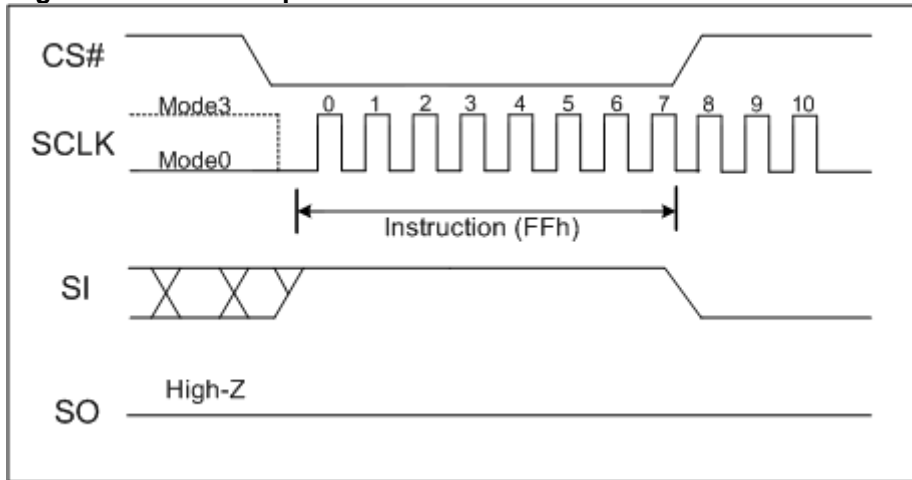 CS#
Mode3
0 1 2 3 4 5 6 7 8 9 10
SCLK
Mode0
Instruction (FFh)
SI
High-Z
SO